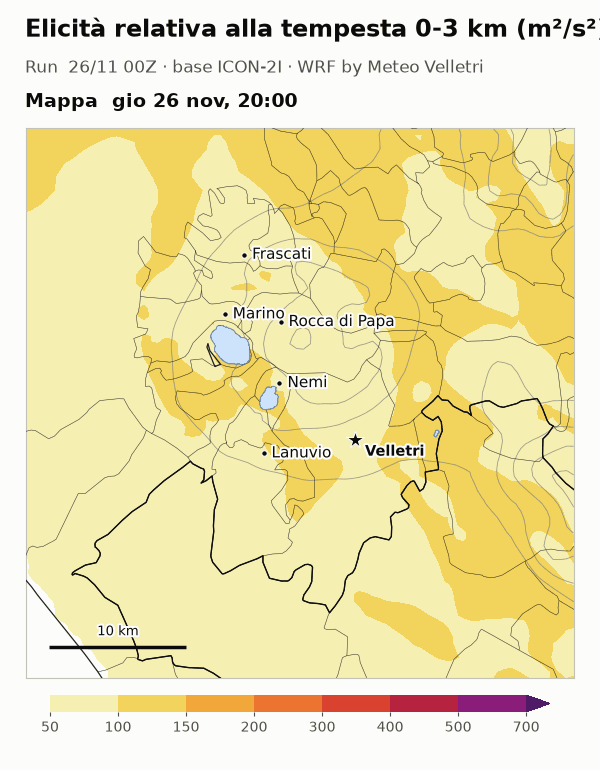 Elicità relativa alla tempesta 0-3 km (m²/s²)
Run  26/11 00Z · base ICON-2I · WRF by Meteo Velletri
Mappa  gio 26 nov, 20:00
Frascati
Marino
Rocca di Papa
Nemi
Velletri
Lanuvio
10 km
50 100 150 200 300 400 500 700